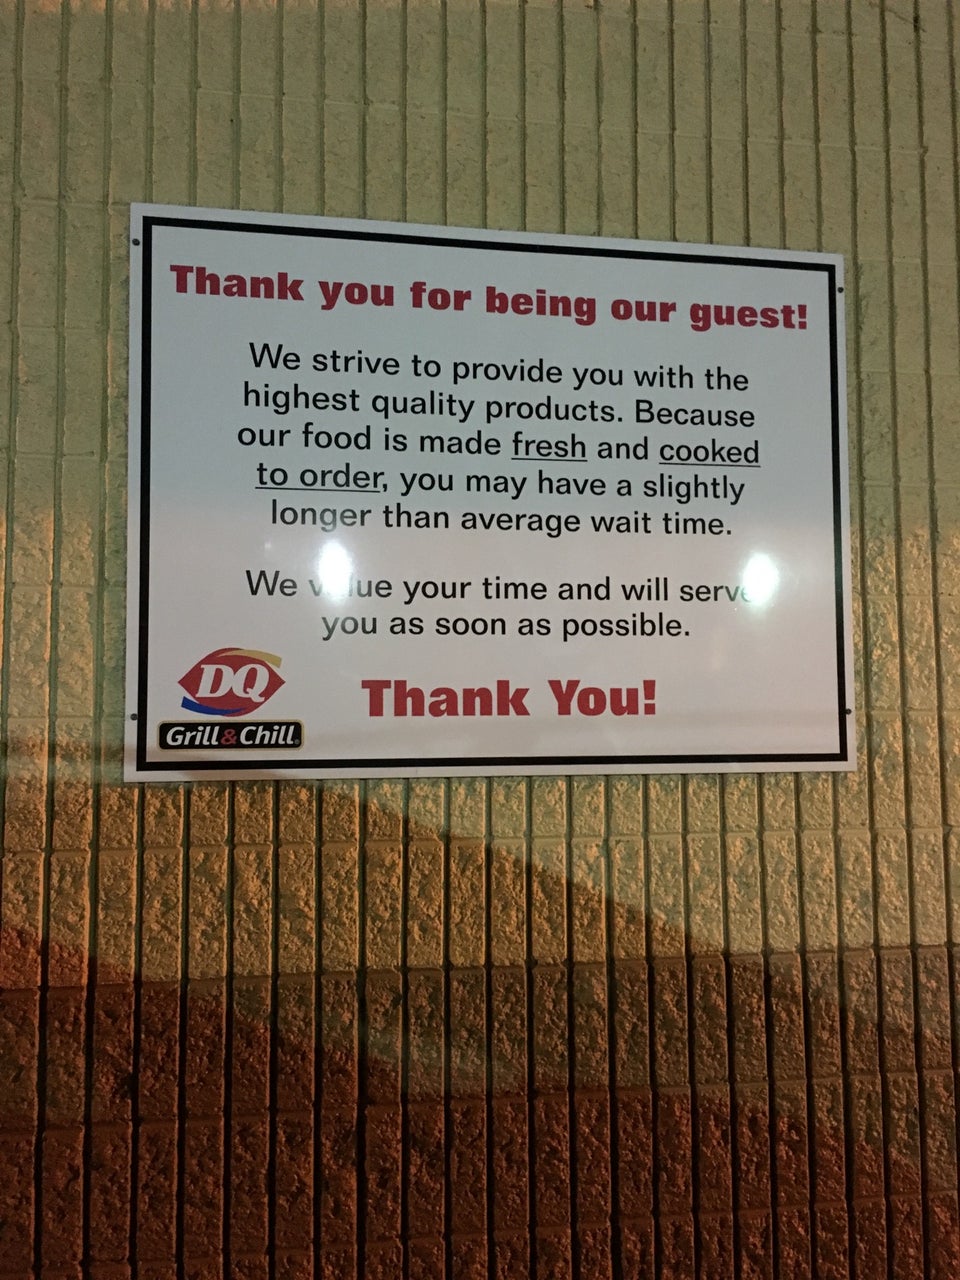 Thank you for being our guest!
We strive to provide you with the
highest quality products. Because
our food is made fresh and cooked
to order, you may have a slightly
longer than average wait time.
We value your time and will serve
you as soon as possible.
Thank You!
DQ
Grill & Chill